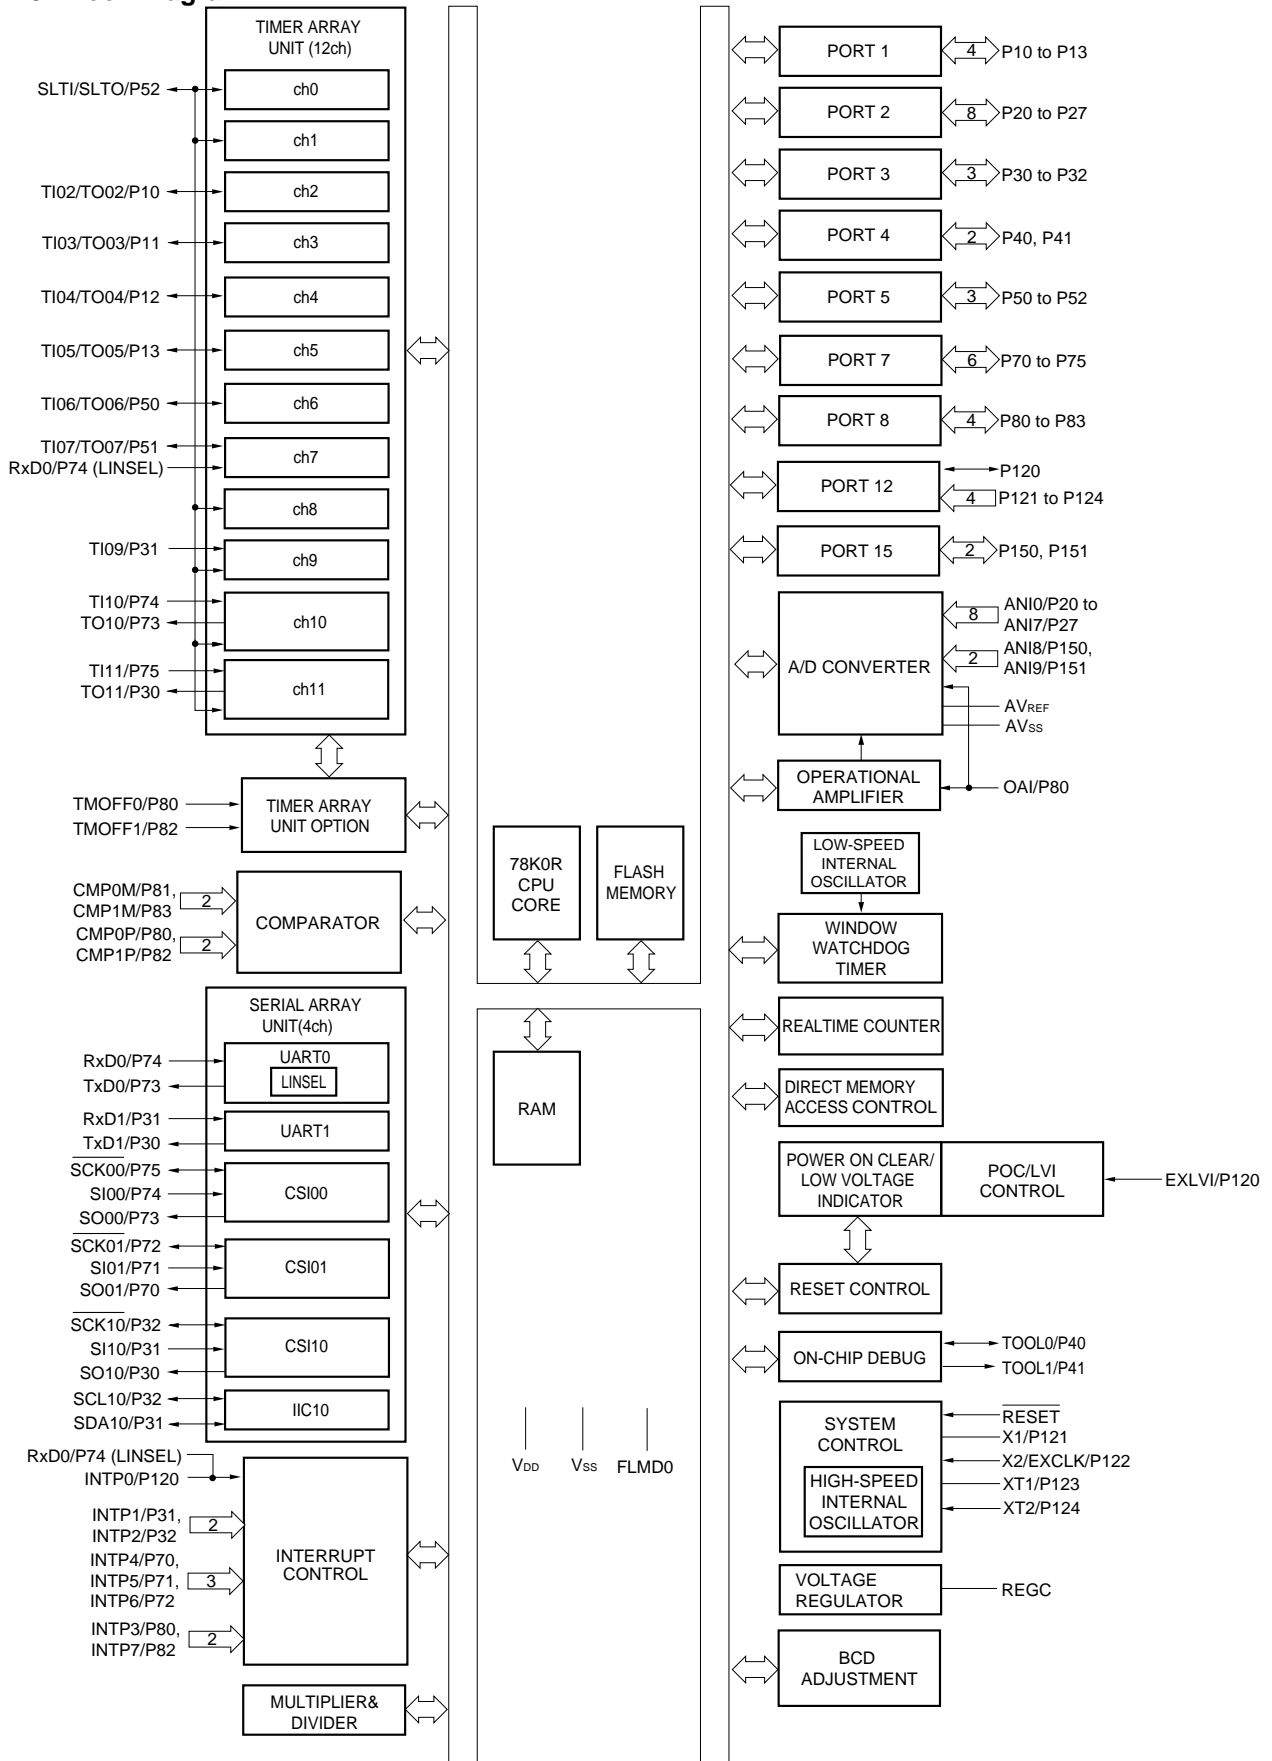 TIMER ARRAY
UNIT (12ch)
SLTI/SLTO/P52
ch0
ch1
TI02/TO02/P10
ch2
TI03/TO03/P11
ch3
TI04/TO04/P12
ch4
TI05/TO05/P13
ch5
TI06/TO06/P50
ch6
TI07/TO07/P51
RxD0/P74 (LINSEL)
ch7
ch8
TI09/P31
ch9
TI10/P74
TO10/P73
ch10
TI11/P75
TO11/P30
ch11
TMOFF0/P80
TMOFF1/P82
TIMER ARRAY
UNIT OPTION
CMP0M/P81,
CMP1M/P83
2
CMP0P/P80,
CMP1P/P82
2
COMPARATOR
SERIAL ARRAY
UNIT(4ch)
RxD0/P74
TxD0/P73
UART0
LINSEL
RxD1/P31
TxD1/P30
UART1
SCK00/P75
SI00/P74
SO00/P73
CSI00
SCK01/P72
SI01/P71
SO01/P70
CSI01
SCK10/P32
SI10/P31
SO10/P30
CSI10
SCL10/P32
SDA10/P31
IIC10
RxD0/P74 (LINSEL)
INTP0/P120
INTP1/P31,
INTP2/P32
2
INTP4/P70,
INTP5/P71,
INTP6/P72
3
INTP3/P80,
INTP7/P82
2
INTERRUPT
CONTROL
MULTIPLIER&
DIVIDER
78K0R
CPU
CORE
FLASH
MEMORY
RAM
VDD
VSS
FLMD0
PORT 1
4
P10 to P13
PORT 2
8
P20 to P27
PORT 3
3
P30 to P32
PORT 4
2
P40, P41
PORT 5
3
P50 to P52
PORT 7
6
P70 to P75
PORT 8
4
P80 to P83
PORT 12
P120
4
P121 to P124
PORT 15
2
P150, P151
A/D CONVERTER
8
ANI0/P20 to
ANI7/P27
2
ANI8/P150,
ANI9/P151
AVREF
AVSS
OPERATIONAL
AMPLIFIER
OAI/P80
LOW-SPEED
INTERNAL
OSCILLATOR
WINDOW
WATCHDOG
TIMER
REALTIME COUNTER
DIRECT MEMORY
ACCESS CONTROL
POWER ON CLEAR/
LOW VOLTAGE
INDICATOR
POC/LVI
CONTROL
EXLVI/P120
RESET CONTROL
ON-CHIP DEBUG
TOOL0/P40
TOOL1/P41
SYSTEM
CONTROL
HIGH-SPEED
INTERNAL
OSCILLATOR
RESET
X1/P121
X2/EXCLK/P122
XT1/P123
XT2/P124
VOLTAGE
REGULATOR
REGC
BCD
ADJUSTMENT